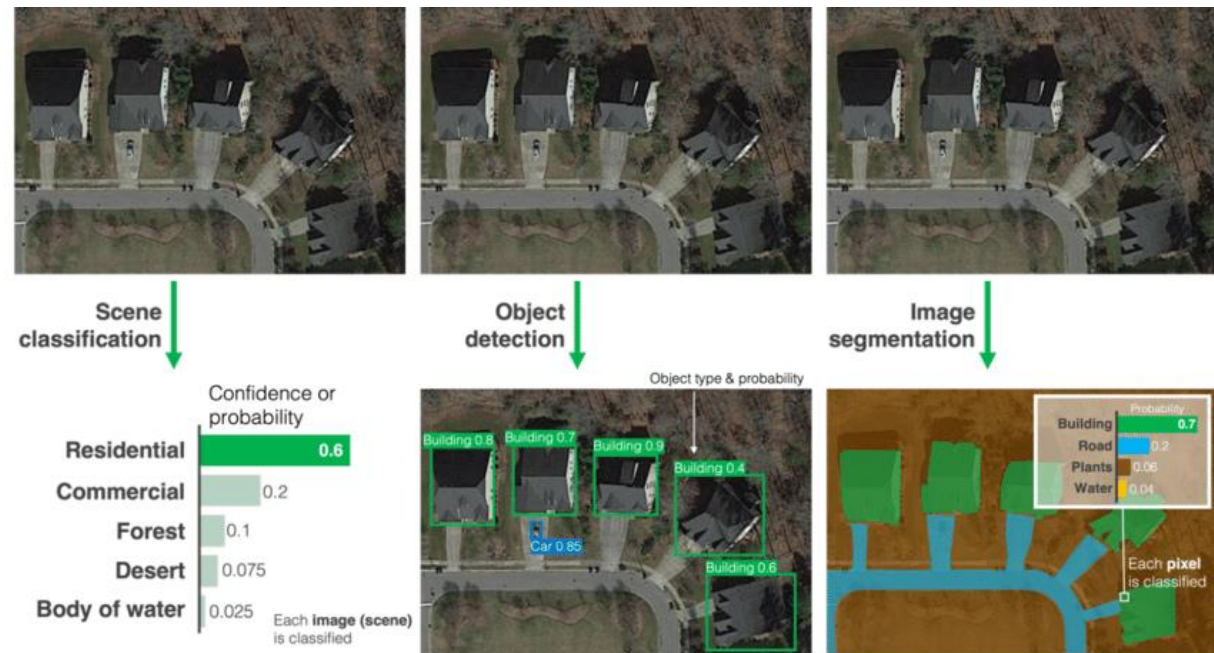 Scene
classification
Object
detection
Image
segmentation
Confidence or
probability
Residential
0.6
Commercial
0.2
Forest
0.1
Desert
0.075
Body of water
0.025
Each image (scene)
is classified
Object type & probability
Building 0.8
Building 0.7
Building 0.9
Building 0.4
Car 0.85
Building 0.6
Probability
Building
0.7
Road
0.2
Plants
0.06
Water
0.04
Each pixel
is classified